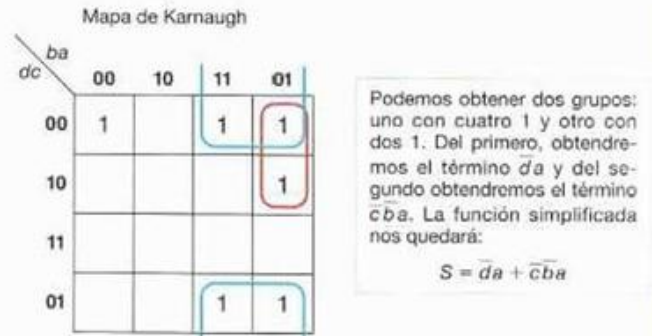 Mapa de Karnaugh
ba
dc
00 10 11 01
00 1 1 1
10 1
11
01 1 1
Podemos obtener dos grupos:
uno con cuatro 1 y otro con
dos 1. Del primero, obtendre-
mos el término d̅a y del se-
gundo obtendremos el término
c̅b̅a. La función simplificada
nos quedará:
S = d̅a + c̅b̅a